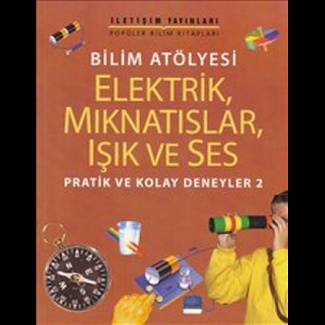 İLETİŞİM YAYINLARI
POPÜLER BİLİM KİTAPLARI
BİLİM ATÖLYESİ
ELEKTRİK,
MIKNATISLAR,
IŞIK VE SES
PRATİK VE KOLAY DENEYLER 2